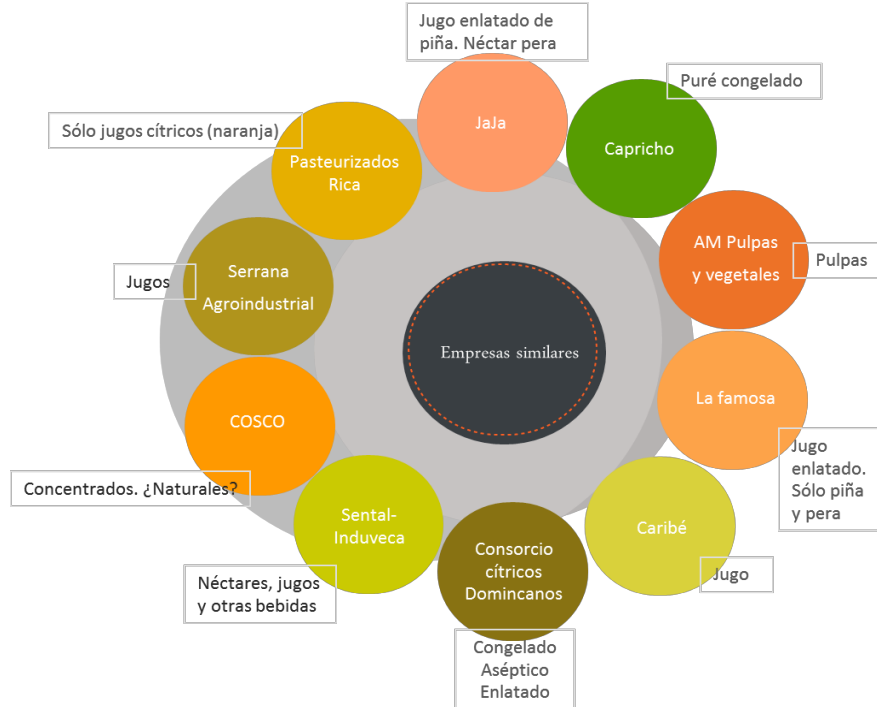 Jugo enlatado de
piña. Néctar pera
JaJa
Puré congelado
Capricho
Sólo jugos cítricos (naranja)
Pasteurizados
Rica
AM Pulpas
y vegetales
Pulpas
Jugos
Serrana
Agroindustrial
Empresas similares
La famosa
Jugo
enlatado.
Sólo piña
y pera
COSCO
Concentrados. ¿Naturales?
Sental-
Induveca
Néctares, jugos
y otras bebidas
Caribé
Jugo
Consorcio
cítricos
Domincanos
Congelado
Aséptico
Enlatado